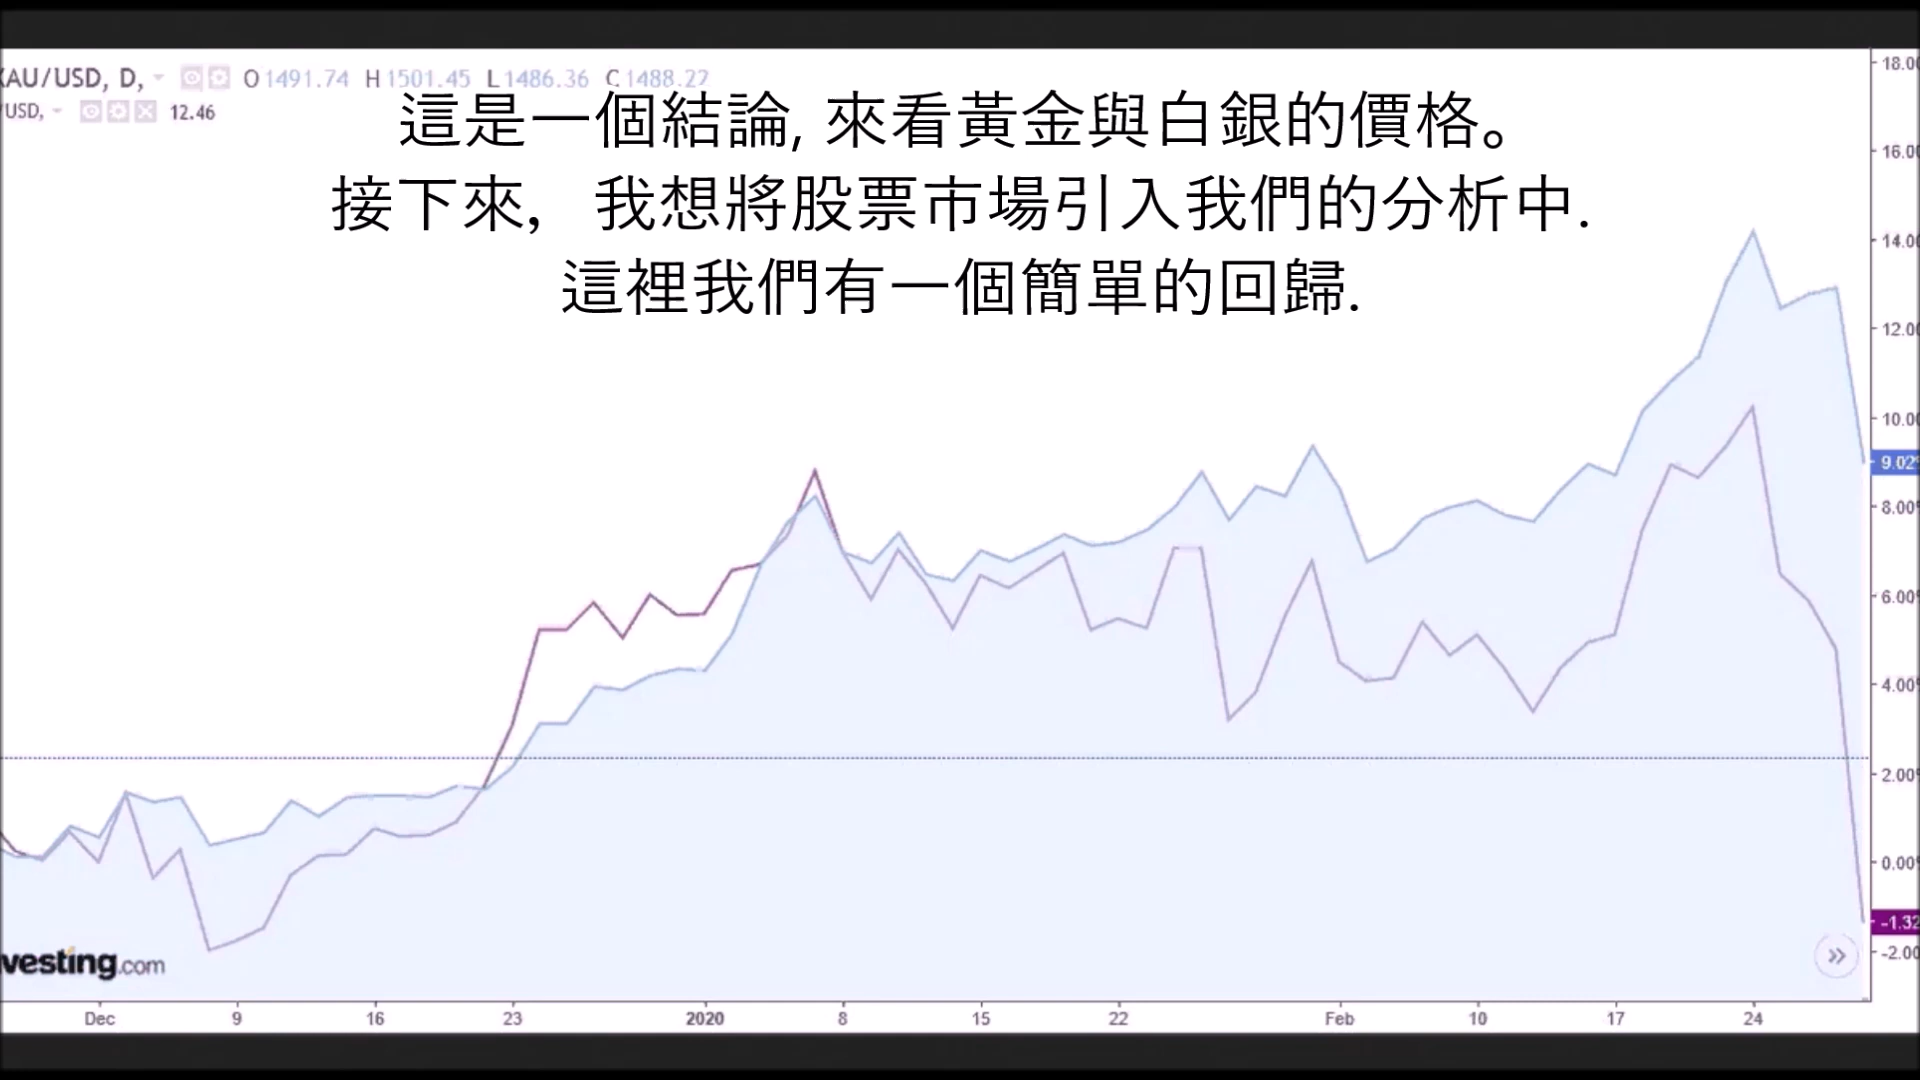 XAU/USD, D, O1491.74 H1501.45 L1486.36 C1488.22
/USD, 12.46
這是一個結論, 來看黃金與白銀的價格。
接下來， 我想將股票市場引入我們的分析中.
這裡我們有一個簡單的回歸.
18.00
16.00
14.00
12.00
10.00
9.02%
8.00%
6.00%
4.00%
2.00%
0.00%
-1.32
-2.00
vesting.com
Dec 9 16 23 2020 8 15 22 Feb 10 17 24